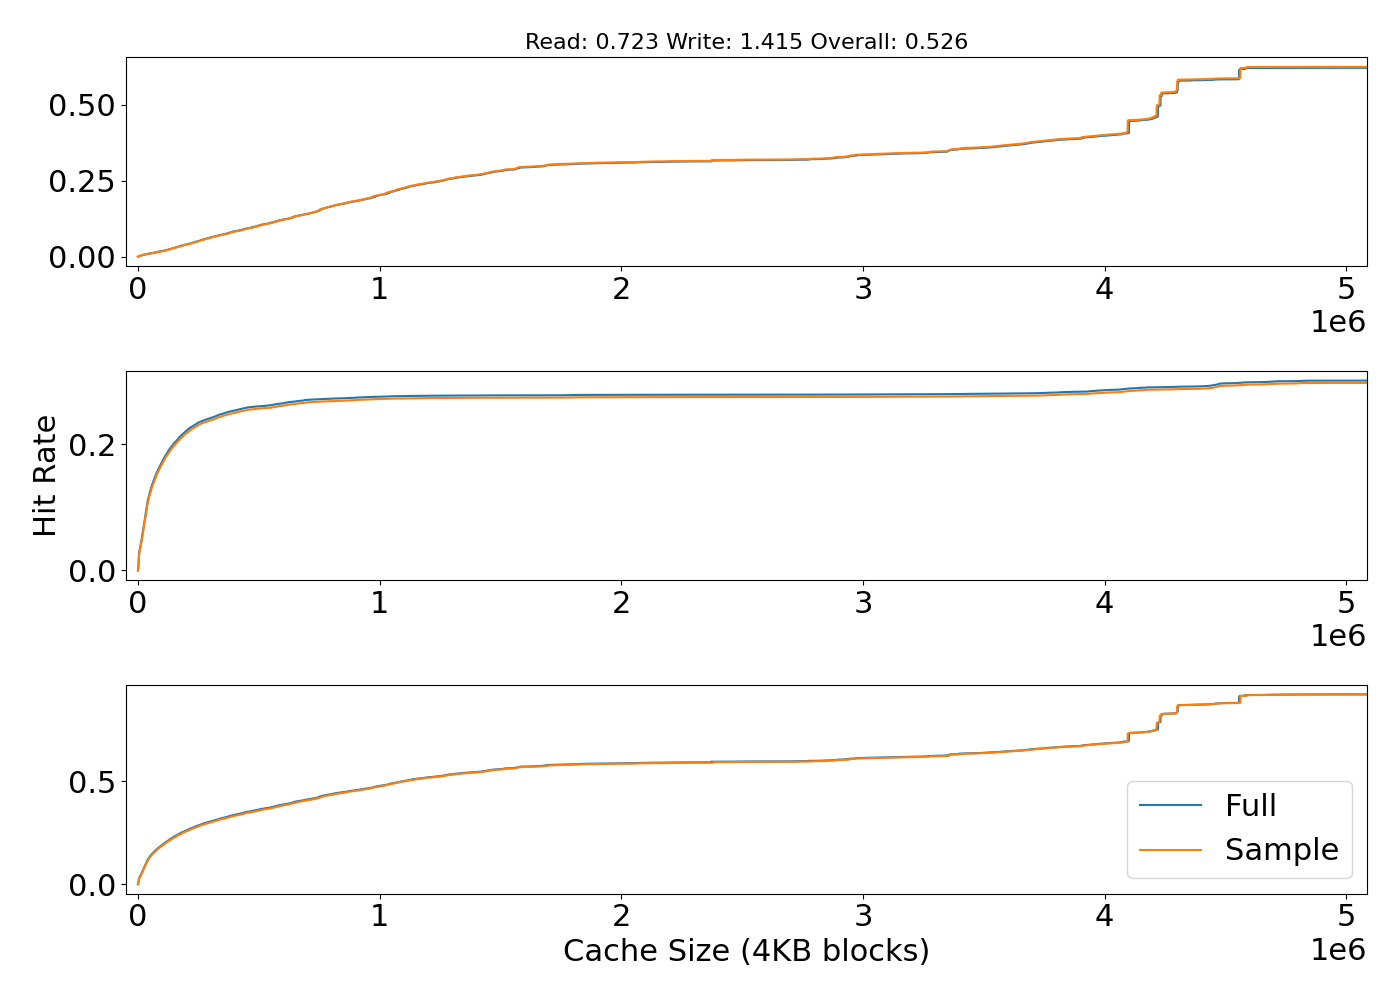 Read: 0.723 Write: 1.415 Overall: 0.526
0.50
0.25
0.00
0 1 2 3 4 5
1e6
Hit Rate
0.2
0.0
0 1 2 3 4 5
1e6
0.5
0.0
Full
Sample
0 1 2 3 4 5
Cache Size (4KB blocks)
1e6